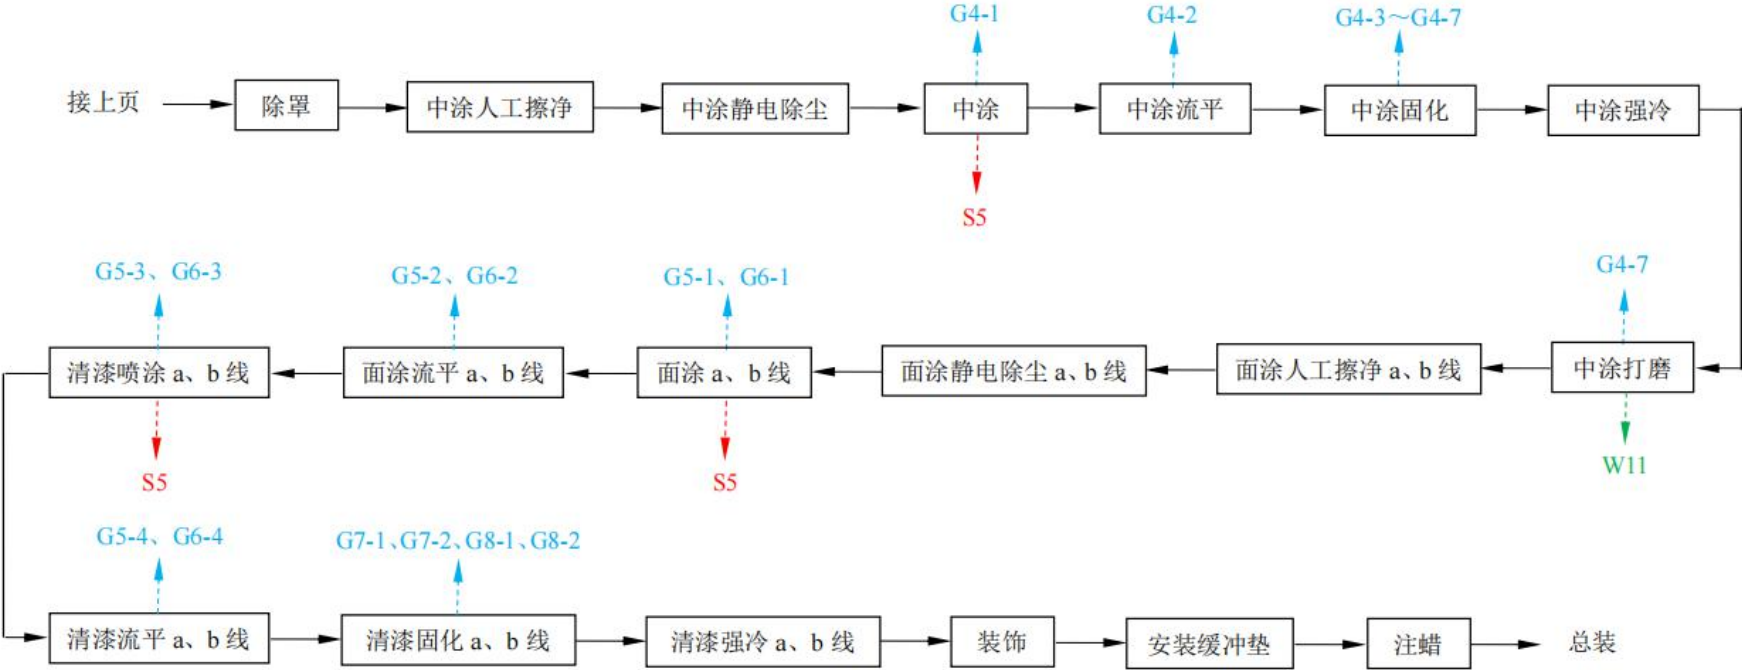 G4-1
G4-2
G4-3～G4-7
接上页
除罩
中涂人工擦净
中涂静电除尘
中涂
中涂流平
中涂固化
中涂强冷
S5
G5-3、G6-3
G5-2、G6-2
G5-1、G6-1
G4-7
清漆喷涂 a、b 线
面涂流平 a、b 线
面涂 a、b 线
面涂静电除尘 a、b 线
面涂人工擦净 a、b 线
中涂打磨
S5
S5
W11
G5-4、G6-4
G7-1、G7-2、G8-1、G8-2
清漆流平 a、b 线
清漆固化 a、b 线
清漆强冷 a、b 线
装饰
安装缓冲垫
注蜡
总装